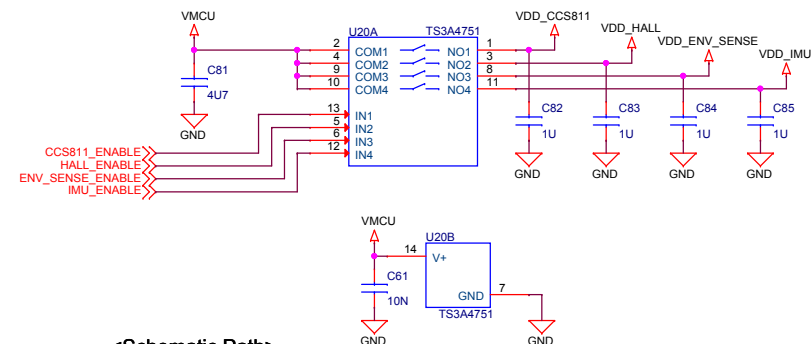 VMCU
U20A
TS3A4751
VDD_CCS811
VDD_HALL
VDD_ENV_SENSE
VDD_IMU
2
COM1
NO1
1
4
COM2
NO2
3
9
COM3
NO3
8
10
COM4
NO4
11
C81
4U7
GND
13
IN1
5
IN2
6
IN3
12
IN4
CCS811_ENABLE
HALL_ENABLE
ENV_SENSE_ENABLE
IMU_ENABLE
C82
1U
GND
C83
1U
GND
C84
1U
GND
C85
1U
GND
VMCU
U20B
14
V+
C61
10N
GND
7
TS3A4751
GND
GND
<Schematic Path>